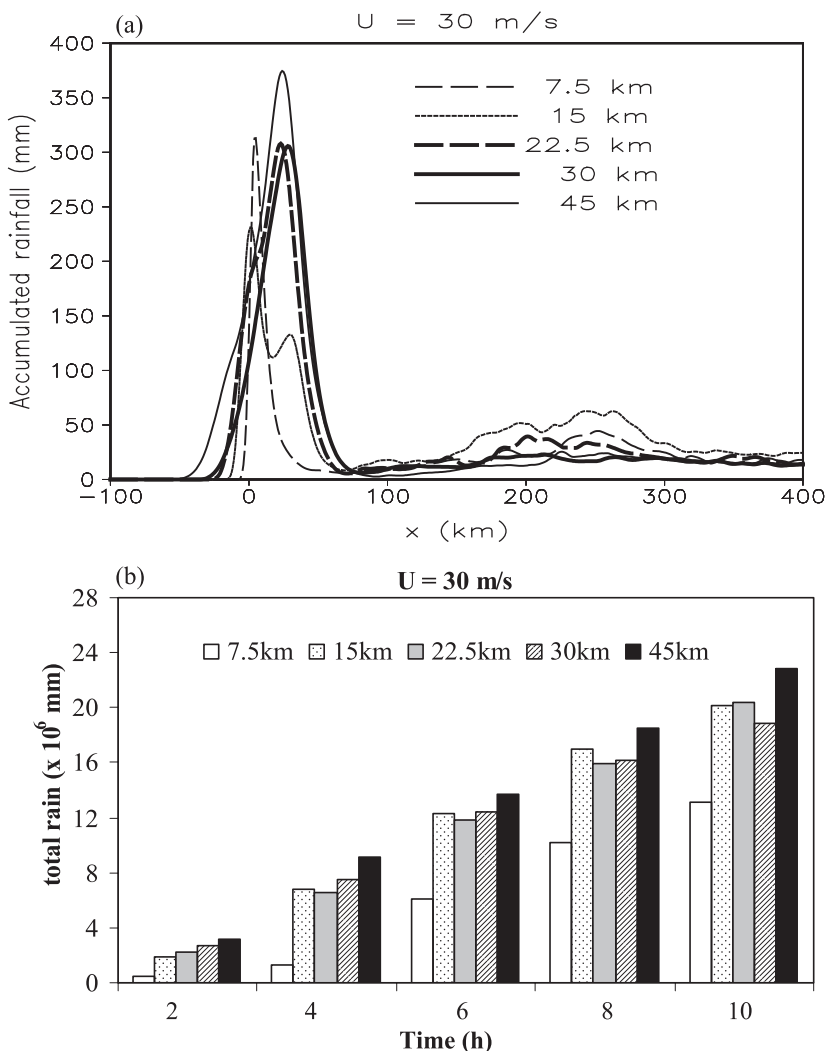 (a) U = 30 m/s
Accumulated rainfall (mm)
400
350
300
250
200
150
100
50
0
7.5 km
15 km
22.5 km
30 km
45 km
−100 0 100 200 300 400
x (km)
(b) U = 30 m/s
total rain (x 10⁶ mm)
28
24
20
16
12
8
4
0
7.5km 15km 22.5km 30km 45km
2 4 6 8 10
Time (h)